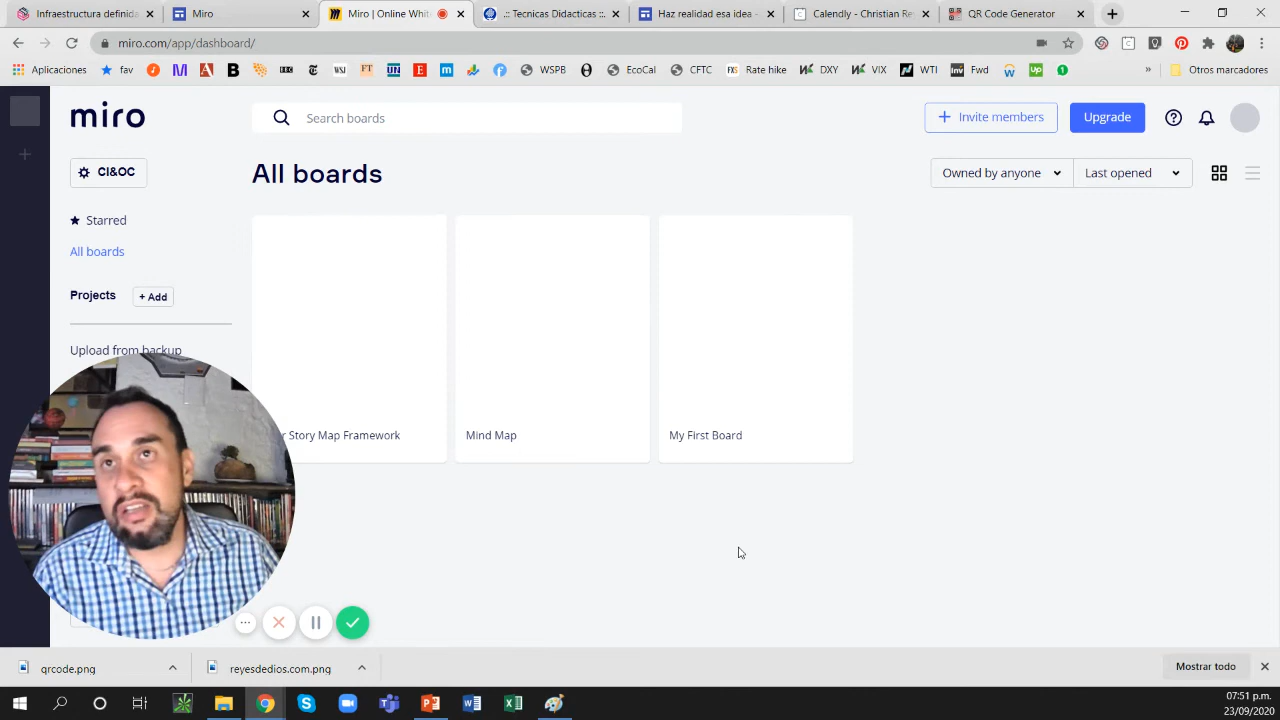 Infraestructura definida
Miro
Miro | Online Whit
.:: Tecnicas Didacticas ::.
Haz realidad esa idea -
Calendly - Christian Re
QR Code Generator
miro.com/app/dashboard/
Aplicaciones
fav
WSPB
EcoCal
CFTC
Rate hike
DXY
VIX
WTI
Fwd
»
Otros marcadores
miro
Search boards
Invite members
Upgrade
CI&OC
All boards
Owned by anyone
Last opened
Starred
All boards
Projects
+ Add
Upload from backup
r Story Map Framework
Mind Map
My First Board
qrcode.png
reyesdedios.com.png
Mostrar todo
07:51 p.m.
23/09/2020